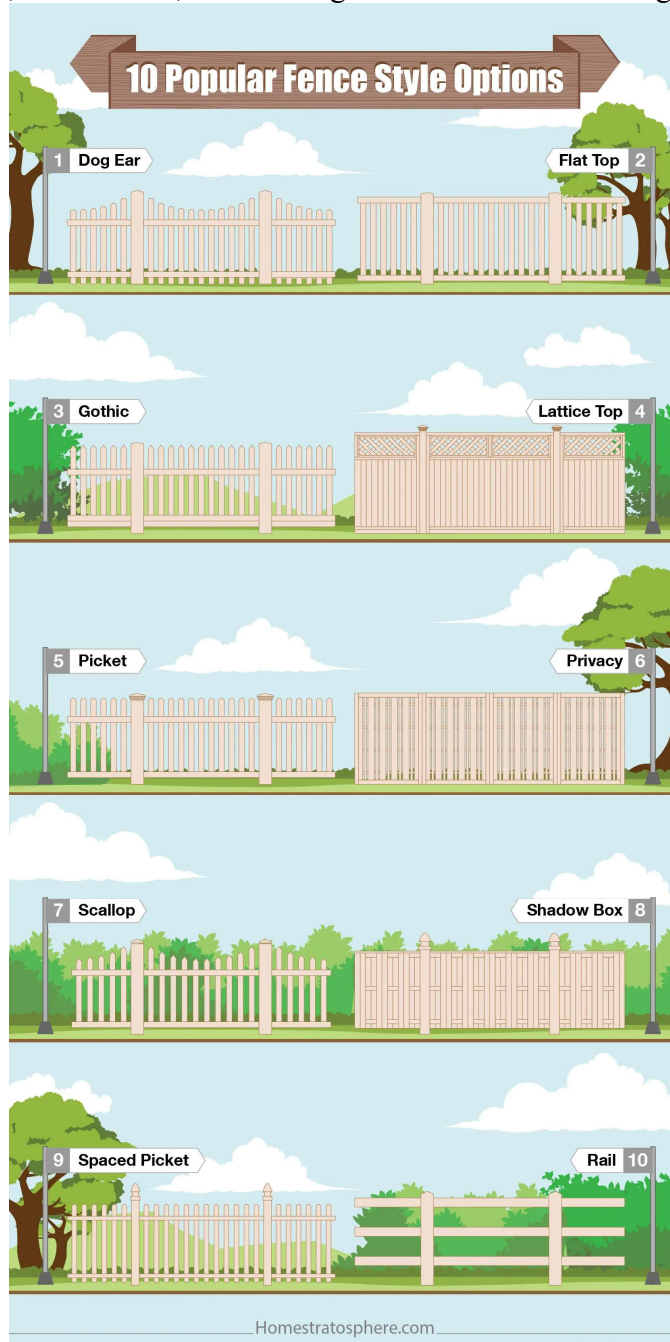 10 Popular Fence Style Options
1 Dog Ear
Flat Top 2
3 Gothic
Lattice Top 4
5 Picket
Privacy 6
7 Scallop
Shadow Box 8
9 Spaced Picket
Rail 10
Homestratosphere.com